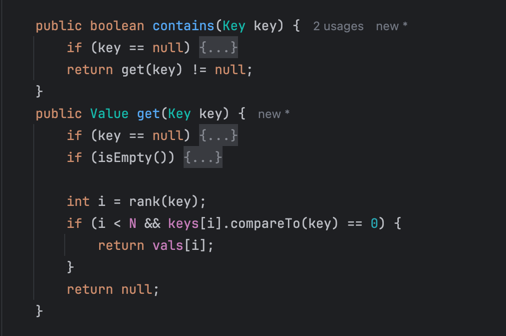 public boolean contains(Key key) { 2 usages new *
    if (key == null) {...}
    return get(key) != null;
}
public Value get(Key key) { new *
    if (key == null) {...}
    if (isEmpty()) {...}

    int i = rank(key);
    if (i < N && keys[i].compareTo(key) == 0) {
        return vals[i];
    }
    return null;
}